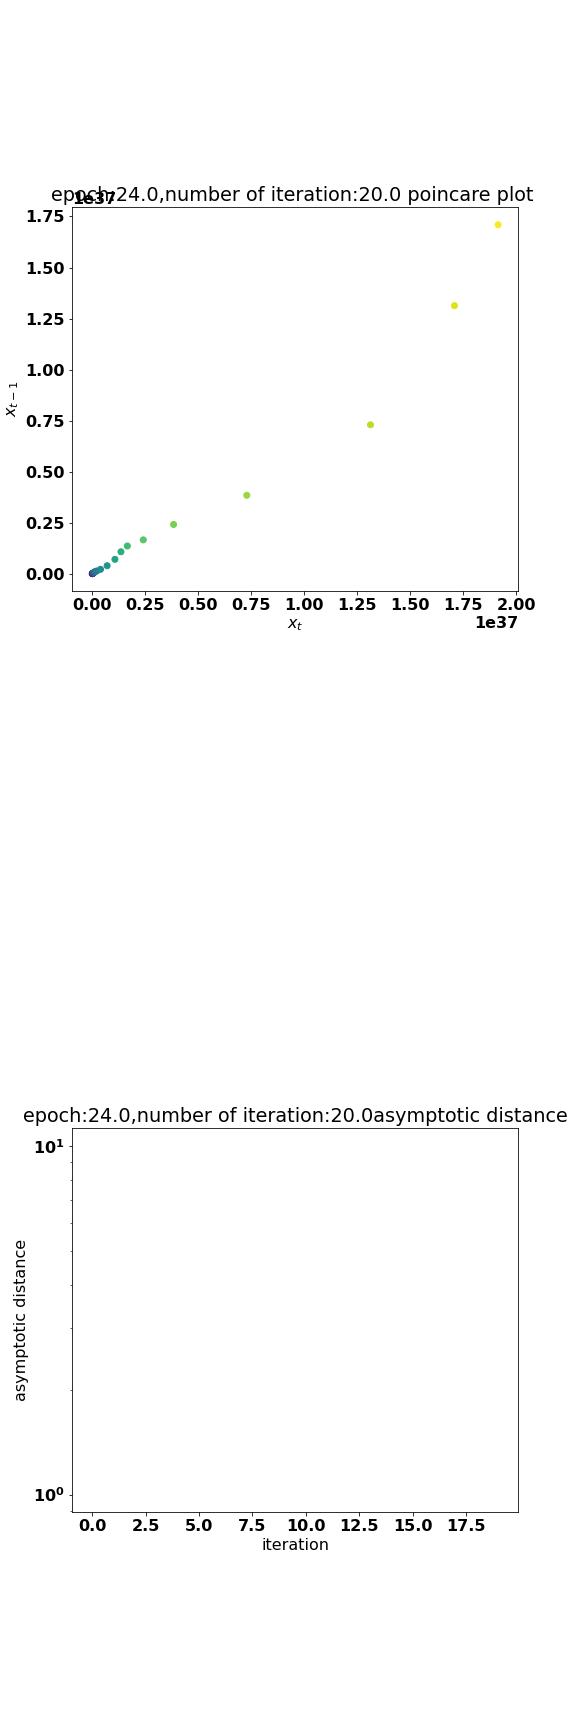 epoch:24.0,number of iteration:20.0 poincare plot
1e37
1.75
1.50
1.25
1.00
0.75
0.50
0.25
0.00
x_{t-1}
0.00 0.25 0.50 0.75 1.00 1.25 1.50 1.75 2.00
x_t
1e37
epoch:24.0,number of iteration:20.0asymptotic distance
10^1
asymptotic distance
10^0
0.0 2.5 5.0 7.5 10.0 12.5 15.0 17.5
iteration